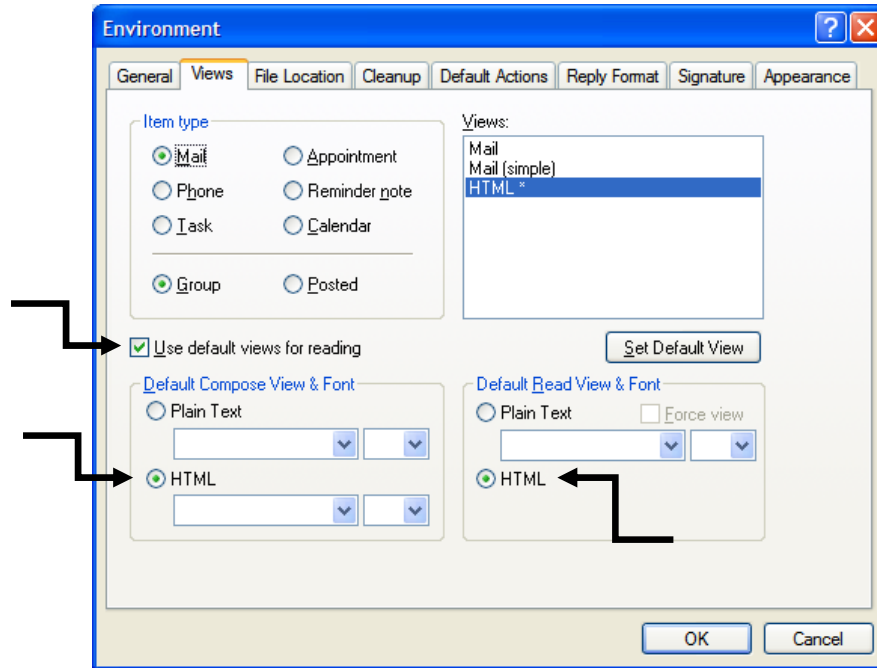 Environment
General Views File Location Cleanup Default Actions Reply Format Signature Appearance
Item type
Mail Appointment
Phone Reminder note
Task Calendar
Group Posted
Views:
Mail
Mail (simple)
HTML *
Use default views for reading
Set Default View
Default Compose View & Font
Plain Text
HTML
Default Read View & Font
Plain Text Force view
HTML
OK Cancel